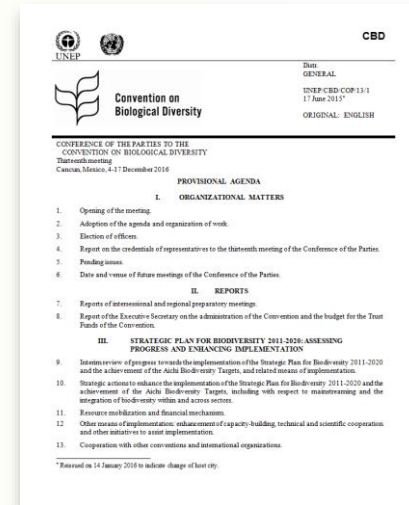 CBD
UNEP
Distr.
GENERAL
UNEP/CBD/COP/13/1
17 June 2015*
ORIGINAL: ENGLISH
Convention on
Biological Diversity
CONFERENCE OF THE PARTIES TO THE
CONVENTION ON BIOLOGICAL DIVERSITY
Thirteenth meeting
Cancun, Mexico, 4-17 December 2016
PROVISIONAL AGENDA
I. ORGANIZATIONAL MATTERS
1. Opening of the meeting.
2. Adoption of the agenda and organization of work.
3. Election of officers.
4. Report on the credentials of representatives to the thirteenth meeting of the Conference of the Parties.
5. Pending issues.
6. Date and venue of future meetings of the Conference of the Parties.
II. REPORTS
7. Reports of intersessional and regional preparatory meetings.
8. Report of the Executive Secretary on the administration of the Convention and the budget for the Trust
Funds of the Convention.
III. STRATEGIC PLAN FOR BIODIVERSITY 2011-2020: ASSESSING
PROGRESS AND ENHANCING IMPLEMENTATION
9. Interim review of progress towards the implementation of the Strategic Plan for Biodiversity 2011-2020
and the achievement of the Aichi Biodiversity Targets, and related means of implementation.
10. Strategic actions to enhance the implementation of the Strategic Plan for Biodiversity 2011-2020 and the
achievement of the Aichi Biodiversity Targets, including with respect to mainstreaming and the
integration of biodiversity within and across sectors.
11. Resource mobilization and financial mechanism.
12 Other means of implementation: enhancement of capacity-building, technical and scientific cooperation
and other initiatives to assist implementation.
13. Cooperation with other conventions and international organizations.
* Reissued on 14 January 2016 to indicate change of host city.